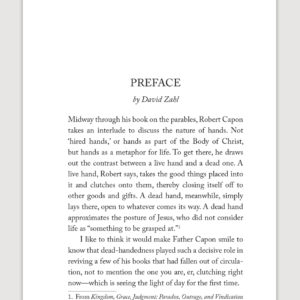 PREFACE
by David Zahl
Midway through his book on the parables, Robert Capon
takes an interlude to discuss the nature of hands. Not
‘hired hands,’ or hands as part of the Body of Christ,
but hands as a metaphor for life. To get there, he draws
out the contrast between a live hand and a dead one. A
live hand, Robert says, takes the good things placed into
it and clutches onto them, thereby closing itself off to
other goods and gifts. A dead hand, meanwhile, simply
lays there, open to whatever comes its way. A dead hand
approximates the posture of Jesus, who did not consider
life as “something to be grasped at.”¹
I like to think it would make Father Capon smile to
know that dead-handedness played such a decisive role in
reviving a few of his books that had fallen out of circula-
tion, not to mention the one you are, er, clutching right
now—which is seeing the light of day for the first time.
1. From Kingdom, Grace, Judgment: Paradox, Outrage, and Vindication